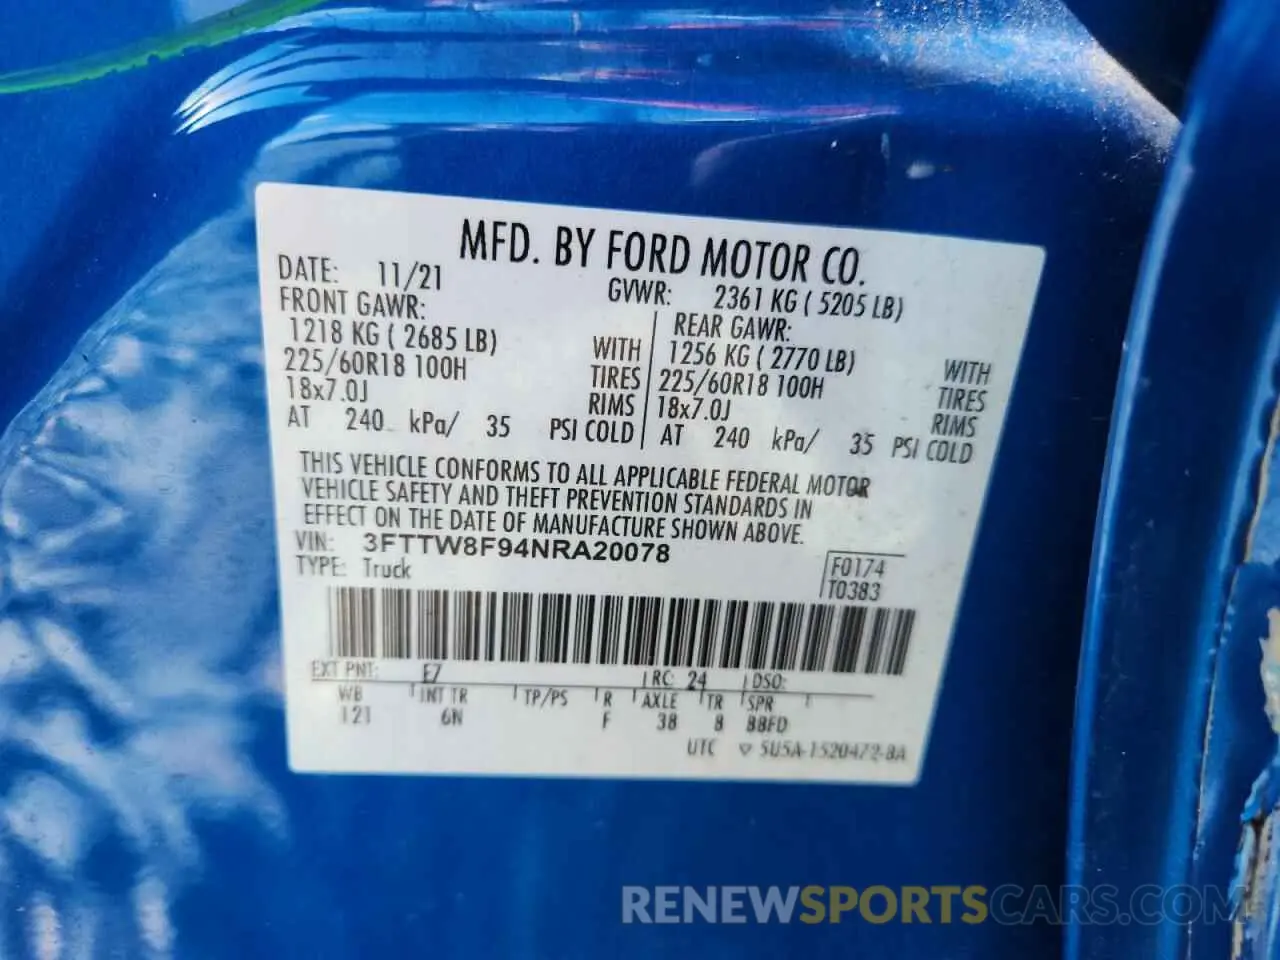 MFD. BY FORD MOTOR CO.
DATE: 11/21 GVWR: 2361 KG ( 5205 LB)
FRONT GAWR: REAR GAWR:
1218 KG ( 2685 LB) WITH 1256 KG ( 2770 LB) WITH
225/60R18 100H TIRES 225/60R18 100H TIRES
18x7.0J RIMS 18x7.0J RIMS
AT 240 kPa/ 35 PSI COLD AT 240 kPa/ 35 PSI COLD
THIS VEHICLE CONFORMS TO ALL APPLICABLE FEDERAL MOTOR
VEHICLE SAFETY AND THEFT PREVENTION STANDARDS IN
EFFECT ON THE DATE OF MANUFACTURE SHOWN ABOVE.
VIN: 3FTTW8F94NRA20078
TYPE: Truck
F0174
T0383
EXT PNT: E7 RC: 24 DSO:
WB INT TR TP/PS R AXLE TR SPR
121 6N F 38 8 BBFD
UTC ▽ 5U5A-1520472-BA
RENEWSPORTSCARS.COM